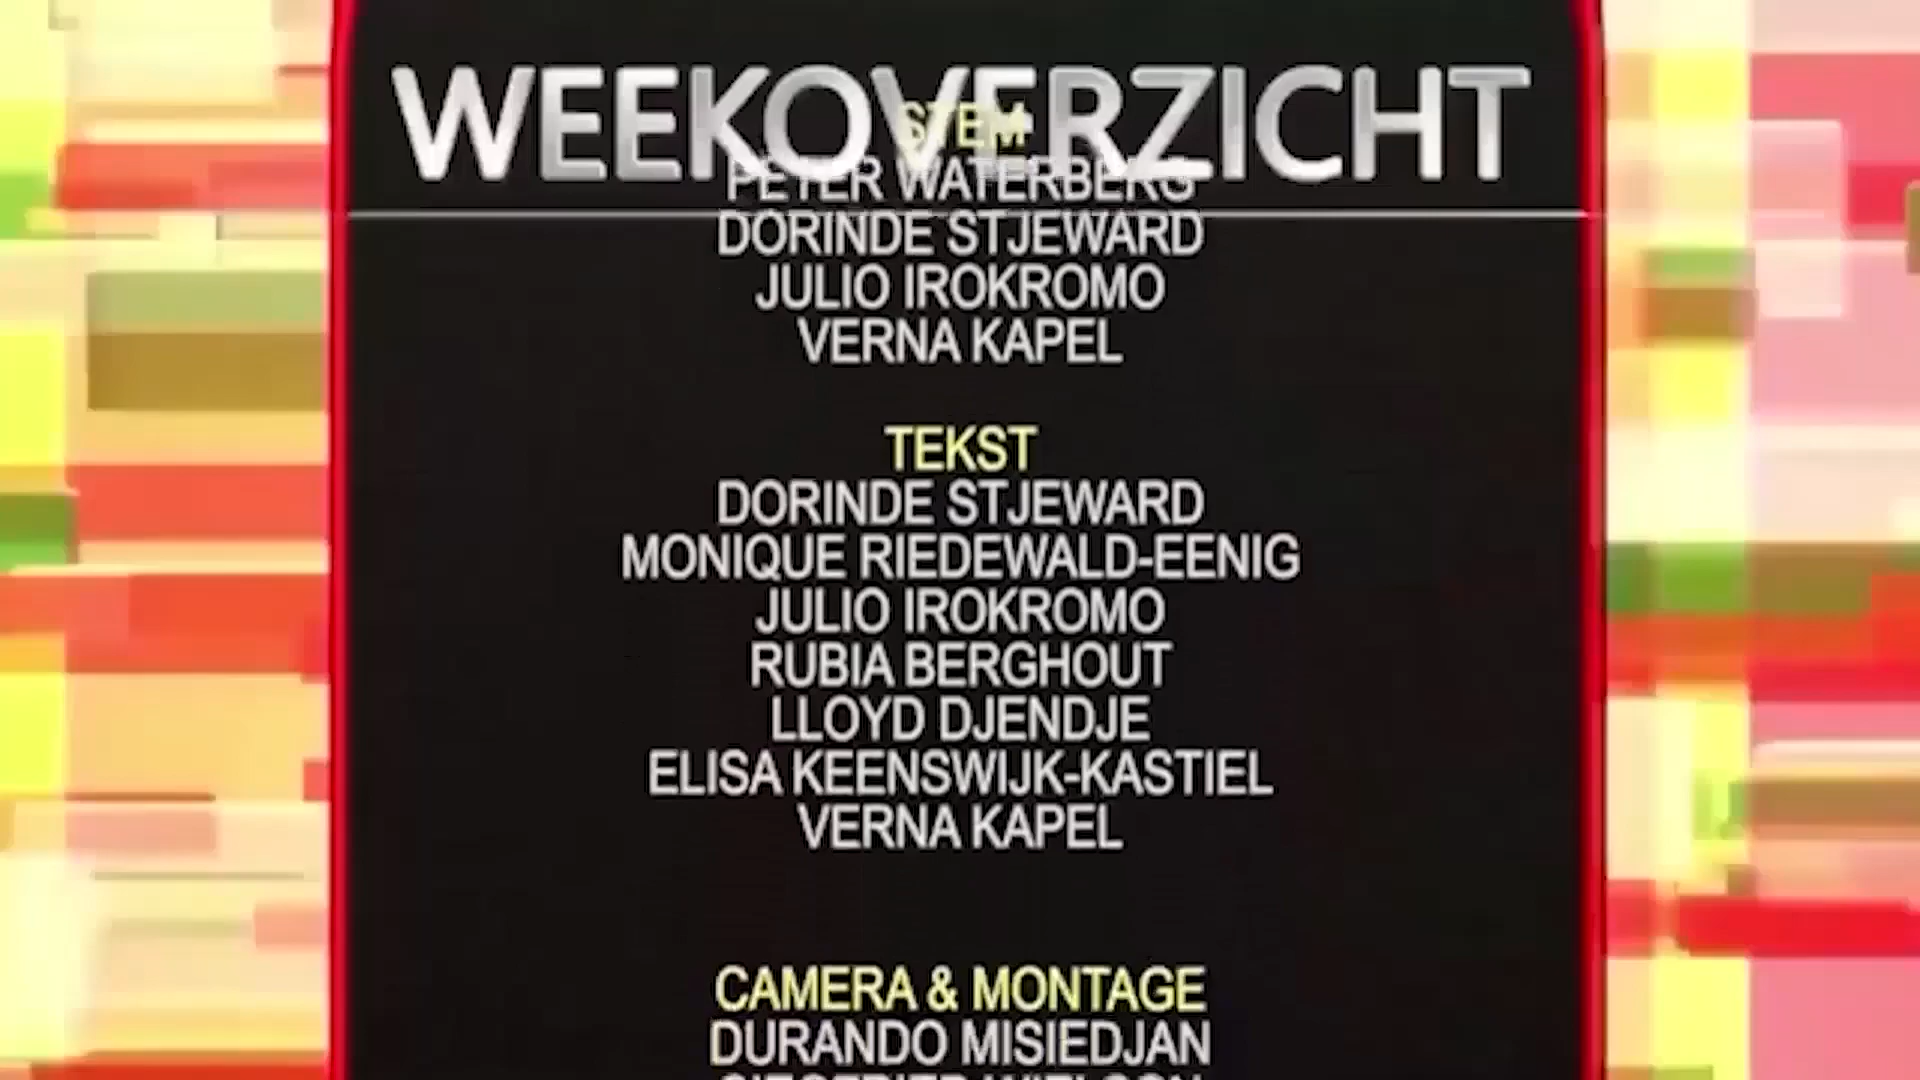 WEEKOVERZICHT
STEM
PETER WATERBERG
DORINDE STJEWARD
JULIO IROKROMO
VERNA KAPEL
TEKST
DORINDE STJEWARD
MONIQUE RIEDEWALD-EENIG
JULIO IROKROMO
RUBIA BERGHOUT
LLOYD DJENDJE
ELISA KEENSWIJK-KASTIEL
VERNA KAPEL
CAMERA & MONTAGE
DURANDO MISIEDJAN